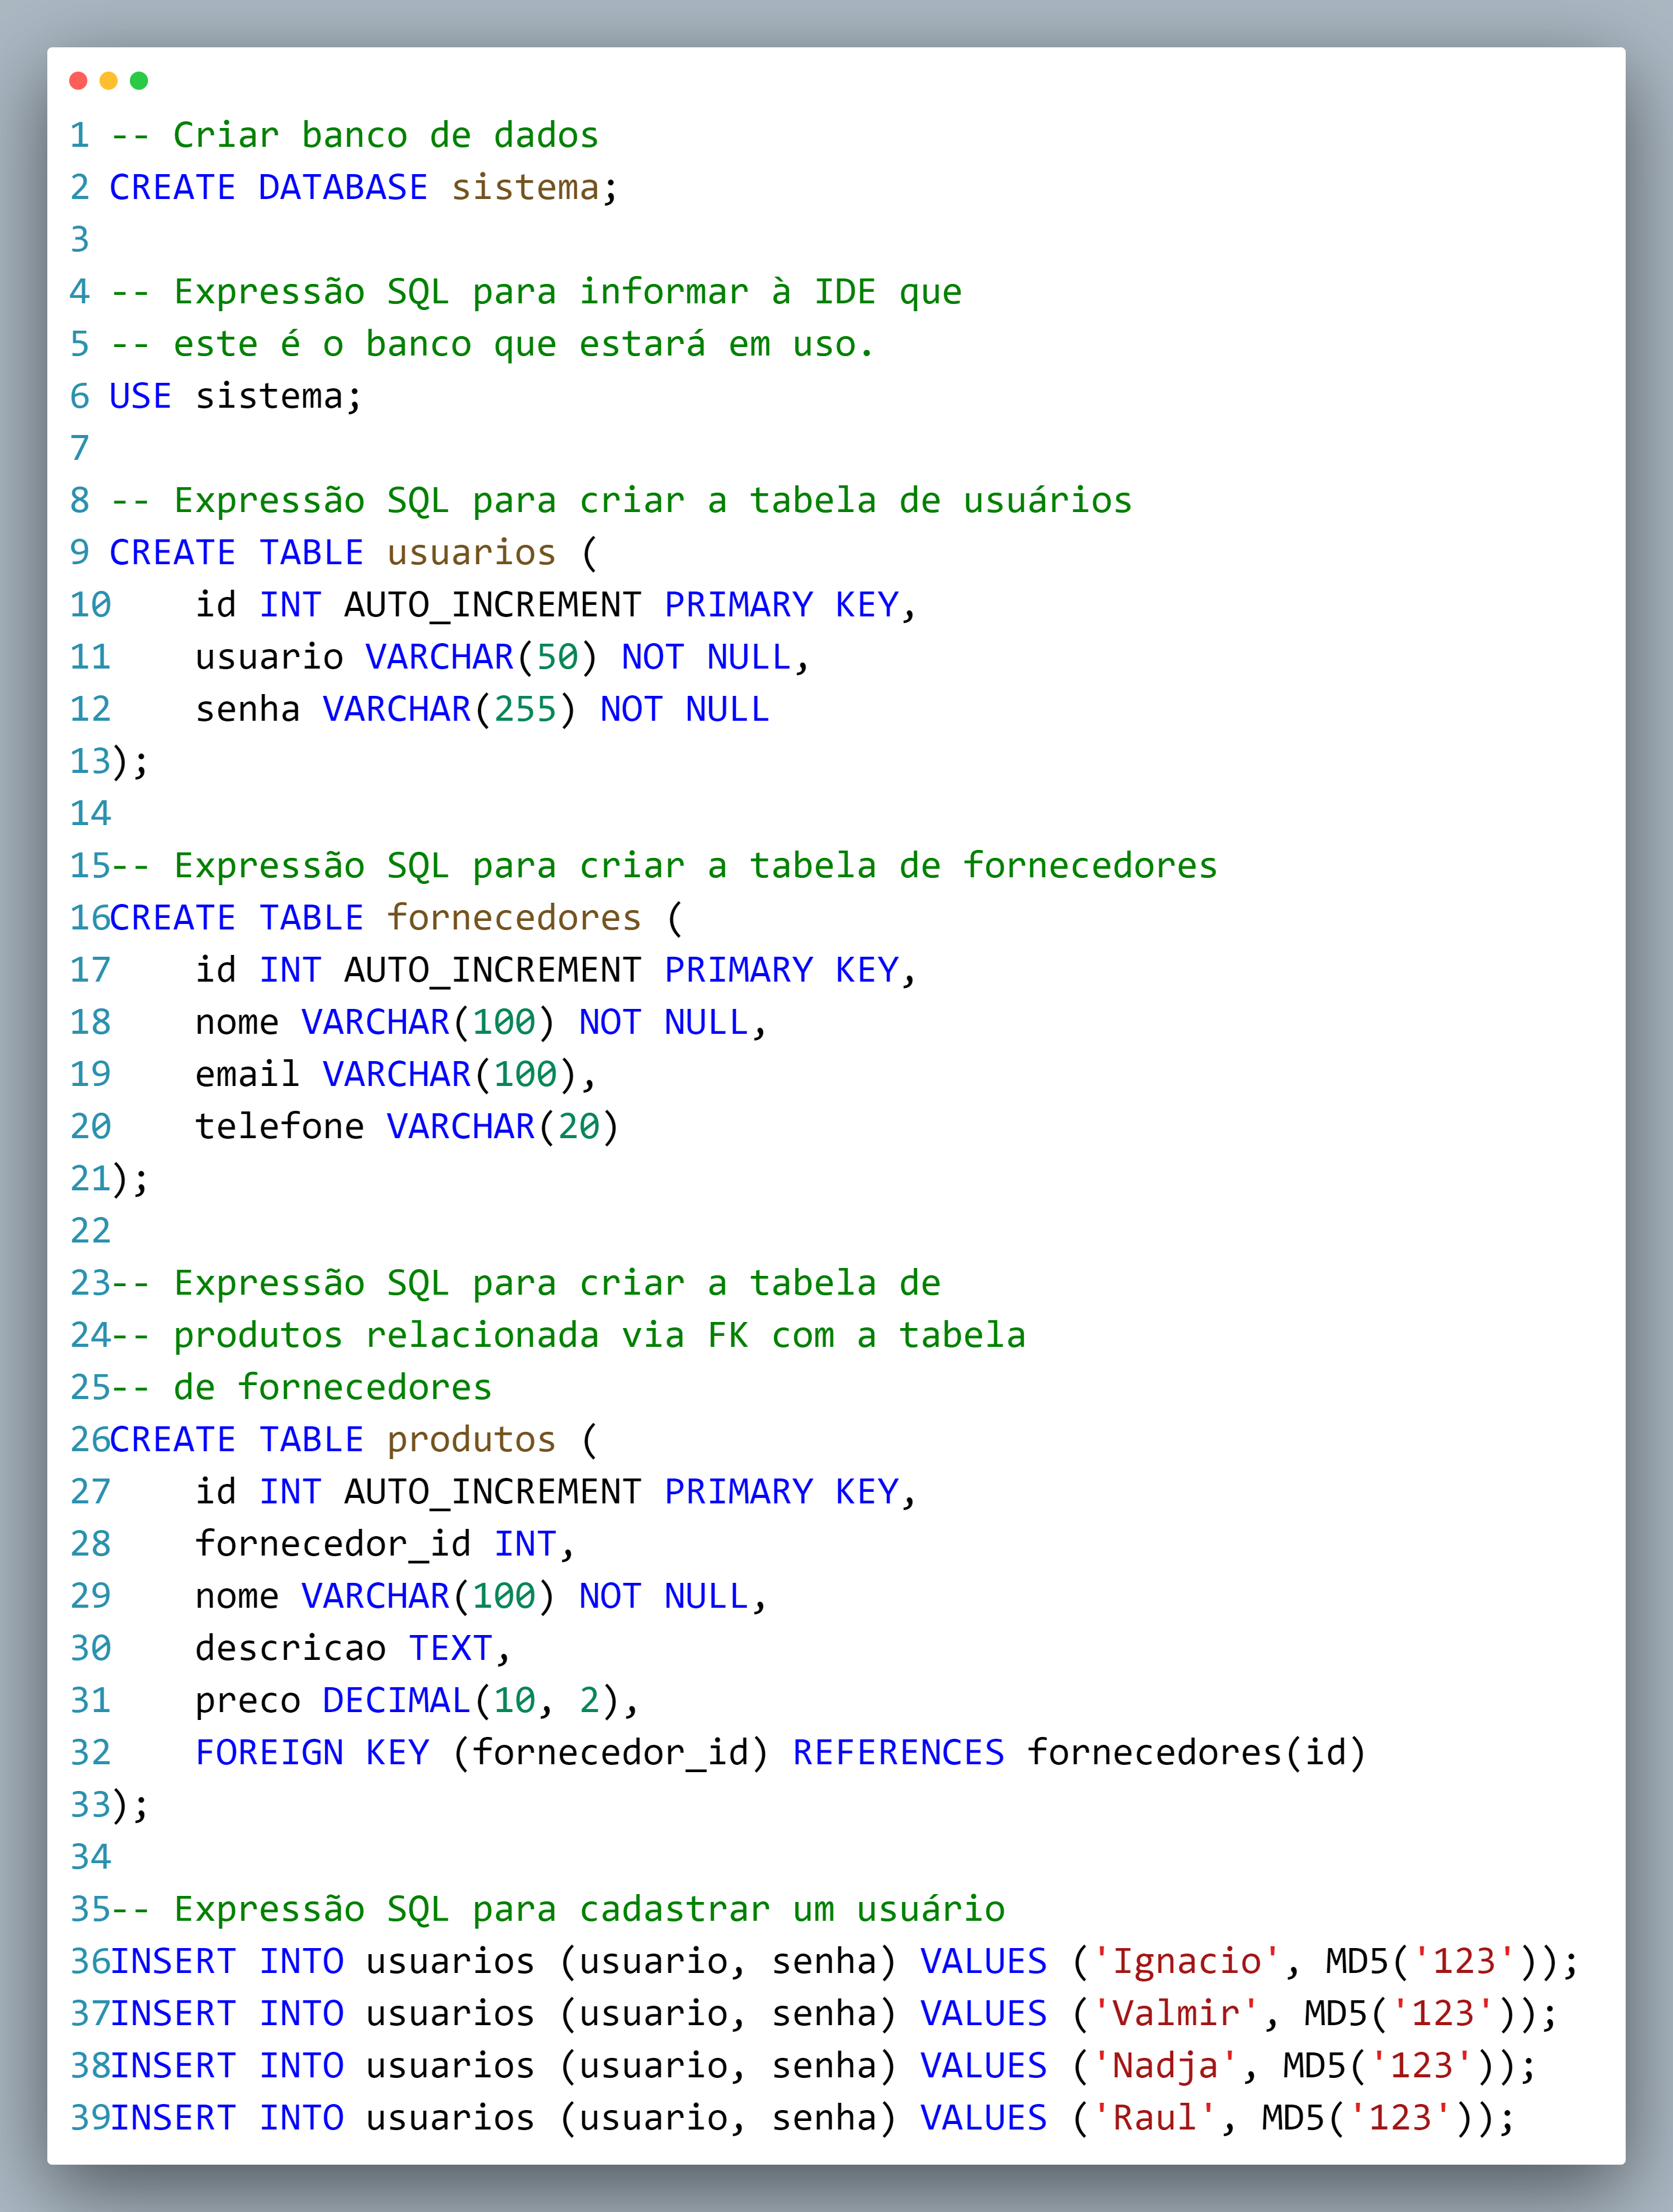 1 -- Criar banco de dados
2 CREATE DATABASE sistema;
3
4 -- Expressão SQL para informar à IDE que
5 -- este é o banco que estará em uso.
6 USE sistema;
7
8 -- Expressão SQL para criar a tabela de usuários
9 CREATE TABLE usuarios (
10    id INT AUTO_INCREMENT PRIMARY KEY,
11    usuario VARCHAR(50) NOT NULL,
12    senha VARCHAR(255) NOT NULL
13);
14
15-- Expressão SQL para criar a tabela de fornecedores
16CREATE TABLE fornecedores (
17    id INT AUTO_INCREMENT PRIMARY KEY,
18    nome VARCHAR(100) NOT NULL,
19    email VARCHAR(100),
20    telefone VARCHAR(20)
21);
22
23-- Expressão SQL para criar a tabela de
24-- produtos relacionada via FK com a tabela
25-- de fornecedores
26CREATE TABLE produtos (
27    id INT AUTO_INCREMENT PRIMARY KEY,
28    fornecedor_id INT,
29    nome VARCHAR(100) NOT NULL,
30    descricao TEXT,
31    preco DECIMAL(10, 2),
32    FOREIGN KEY (fornecedor_id) REFERENCES fornecedores(id)
33);
34
35-- Expressão SQL para cadastrar um usuário
36INSERT INTO usuarios (usuario, senha) VALUES ('Ignacio', MD5('123'));
37INSERT INTO usuarios (usuario, senha) VALUES ('Valmir', MD5('123'));
38INSERT INTO usuarios (usuario, senha) VALUES ('Nadja', MD5('123'));
39INSERT INTO usuarios (usuario, senha) VALUES ('Raul', MD5('123'));